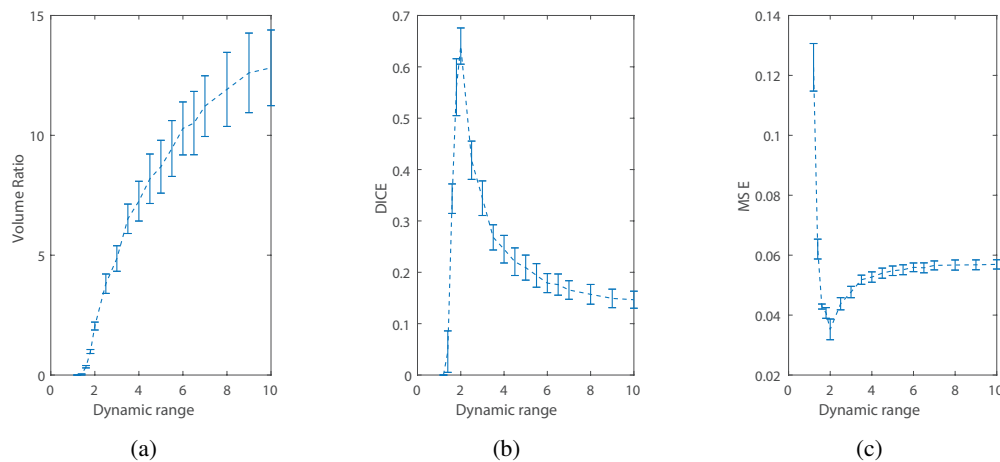 15
10
5
0
Volume Ratio
0 2 4 6 8 10
Dynamic range
(a)
0.7
0.6
0.5
0.4
0.3
0.2
0.1
0
DICE
0 2 4 6 8 10
Dynamic range
(b)
0.14
0.12
0.1
0.08
0.06
0.04
0.02
MS E
0 2 4 6 8 10
Dynamic range
(c)